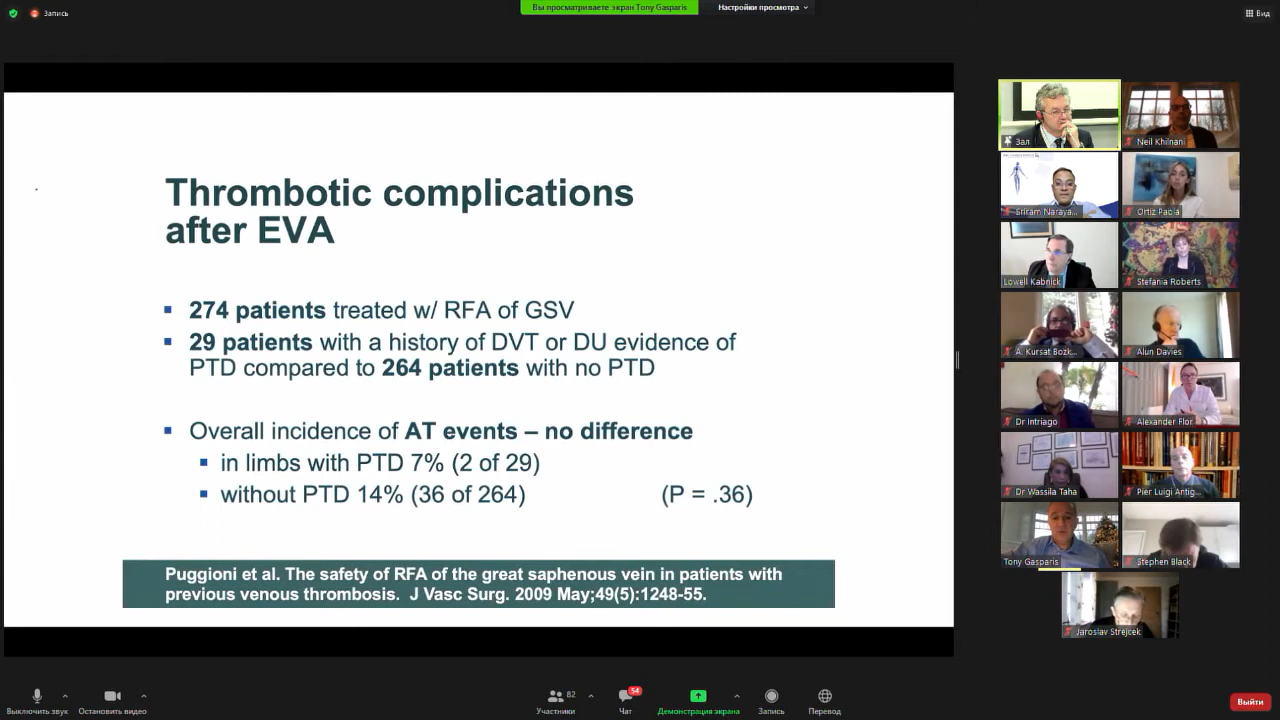 Запись
Вы просматриваете экран Tony Gasparis
Настройки просмотра
Вид
Thrombotic complications
after EVA
274 patients treated w/ RFA of GSV
29 patients with a history of DVT or DU evidence of
PTD compared to 264 patients with no PTD
Overall incidence of AT events – no difference
in limbs with PTD 7% (2 of 29)
without PTD 14% (36 of 264) (P = .36)
Puggioni et al. The safety of RFA of the great saphenous vein in patients with
previous venous thrombosis. J Vasc Surg. 2009 May;49(5):1248-55.
Зал
Neil Khilnani
Sriram Naraya...
Ortiz Paola
Lowell Kabnick
Stefania Roberts
A. Kursat Bozk...
Alun Davies
Dr Intriago
Alexander Flor
Dr Wassila Taha
Pier Luigi Antig...
Tony Gasparis
Stephen Black
Jaroslav Strejcek
Выключить звук
Остановить видео
82
Участники
54
Чат
Демонстрация экрана
Запись
Перевод
Выйти